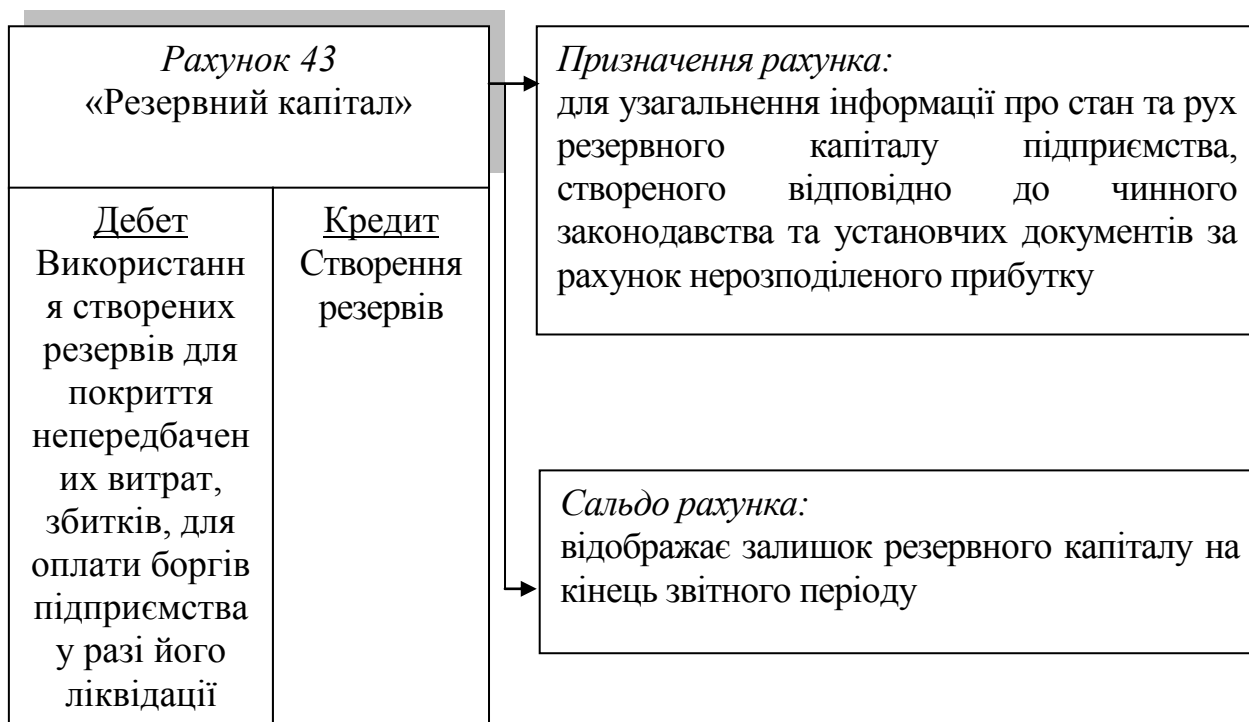 Рахунок 43
«Резервний капітал»
Дебет
Використанн
я створених
резервів для
покриття
непередбачен
их витрат,
збитків, для
оплати боргів
підприємства
у разі його
ліквідації
Кредит
Створення
резервів
Призначення рахунка:
для узагальнення інформації про стан та рух
резервного капіталу підприємства,
створеного відповідно до чинного
законодавства та установчих документів за
рахунок нерозподіленого прибутку
Сальдо рахунка:
відображає залишок резервного капіталу на
кінець звітного періоду